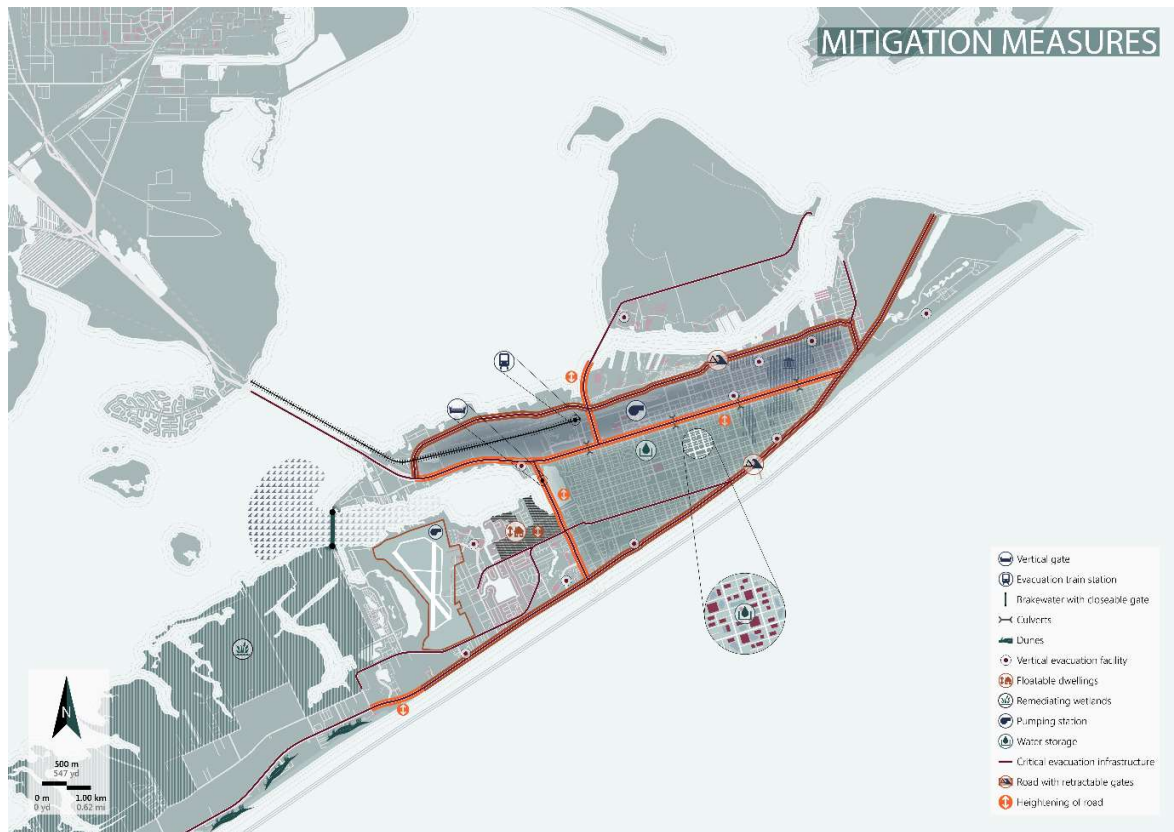 MITIGATION MEASURES
Vertical gate
Evacuation train station
Brakewater with closeable gate
Culverts
Dunes
Vertical evacuation facility
Floatable dwellings
Remediating wetlands
Pumping station
Water storage
Critical evacuation infrastructure
Road with retractable gates
Heightening of road
N
500 m
547 yd
0 m 1.00 km
0 yd 0.62 mi